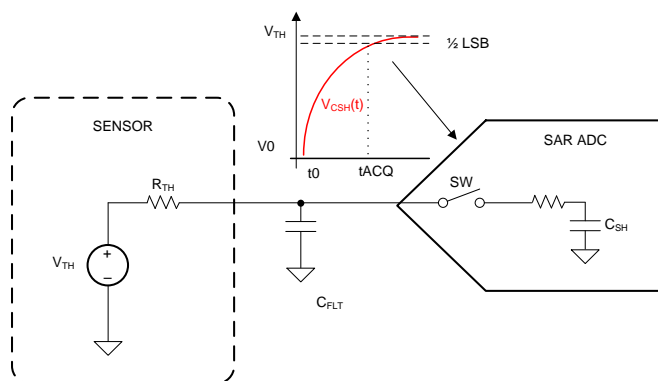 VTH
½ LSB
VCSH(t)
V0
t0
tACQ
SENSOR
SAR ADC
RTH
SW
CSH
+
VTH
–
CFLT